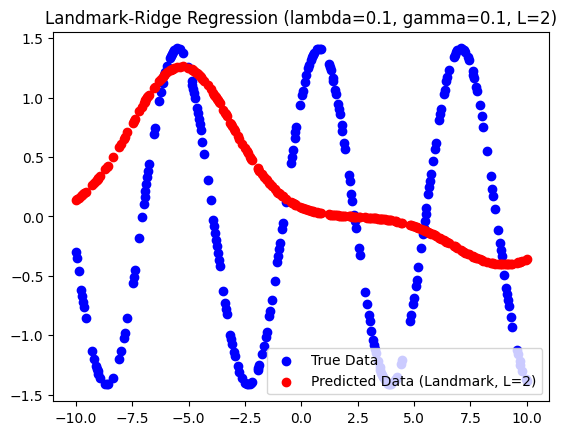 Landmark-Ridge Regression (lambda=0.1, gamma=0.1, L=2)
1.5
1.0
0.5
0.0
−0.5
−1.0
−1.5
True Data
Predicted Data (Landmark, L=2)
−10.0 −7.5 −5.0 −2.5 0.0 2.5 5.0 7.5 10.0